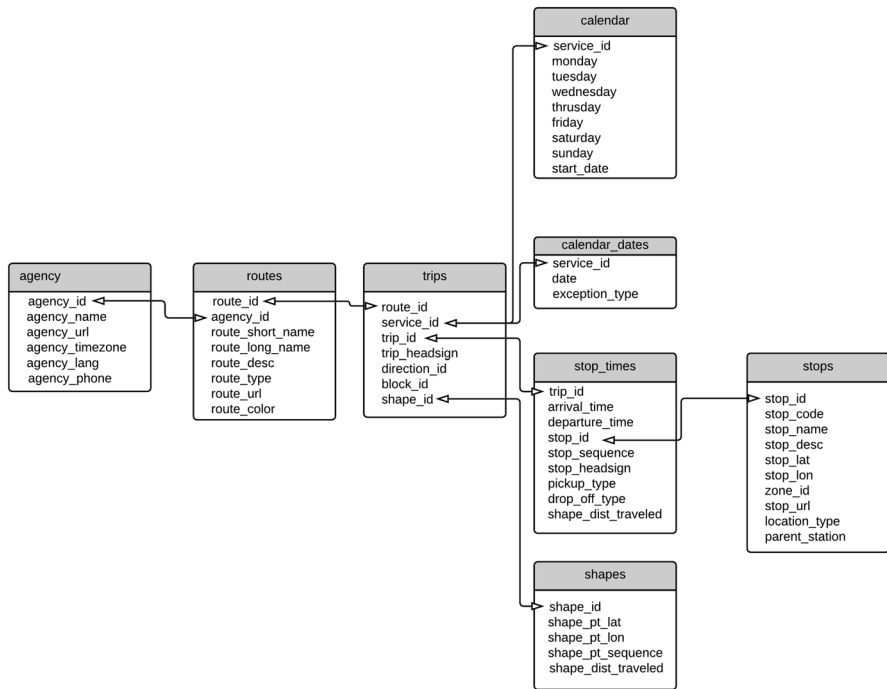 calendar
service_id
monday
tuesday
wednesday
thrusday
friday
saturday
sunday
start_date
calendar_dates
service_id
date
exception_type
agency
agency_id
agency_name
agency_url
agency_timezone
agency_lang
agency_phone
routes
route_id
agency_id
route_short_name
route_long_name
route_desc
route_type
route_url
route_color
trips
route_id
service_id
trip_id
trip_headsign
direction_id
block_id
shape_id
stop_times
trip_id
arrival_time
departure_time
stop_id
stop_sequence
stop_headsign
pickup_type
drop_off_type
shape_dist_traveled
stops
stop_id
stop_code
stop_name
stop_desc
stop_lat
stop_lon
zone_id
stop_url
location_type
parent_station
shapes
shape_id
shape_pt_lat
shape_pt_lon
shape_pt_sequence
shape_dist_traveled